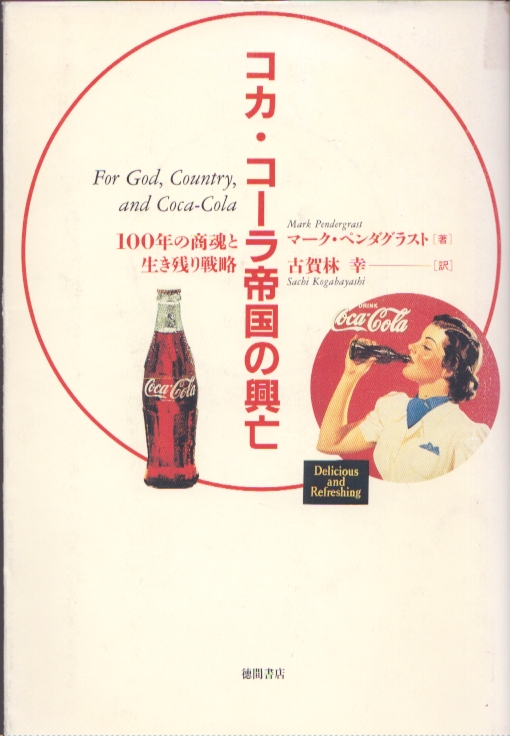 コカ・コーラ帝国の興亡
For God, Country,
and Coca-Cola
100年の商魂と
生き残り戦略
Mark Pendergrast
マーク・ペンダグラスト[著]
古賀林 幸[訳]
Sachi Kogabayashi
Coca-Cola
DRINK
Coca-Cola
Delicious
and
Refreshing
徳間書店